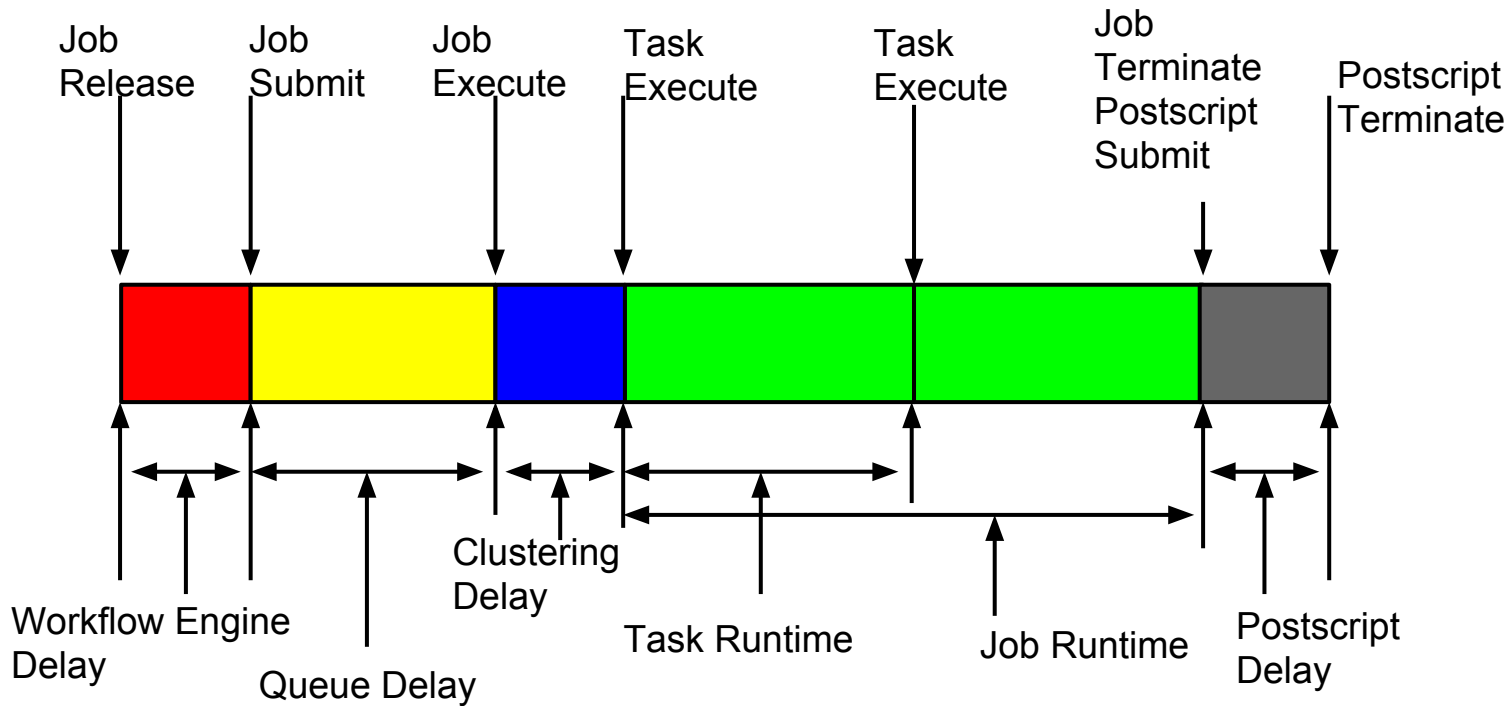 Job
Release
Job
Submit
Job
Execute
Task
Execute
Task
Execute
Job
Terminate
Postscript
Submit
Postscript
Terminate
Workflow Engine
Delay
Queue Delay
Clustering
Delay
Task Runtime
Job Runtime
Postscript
Delay